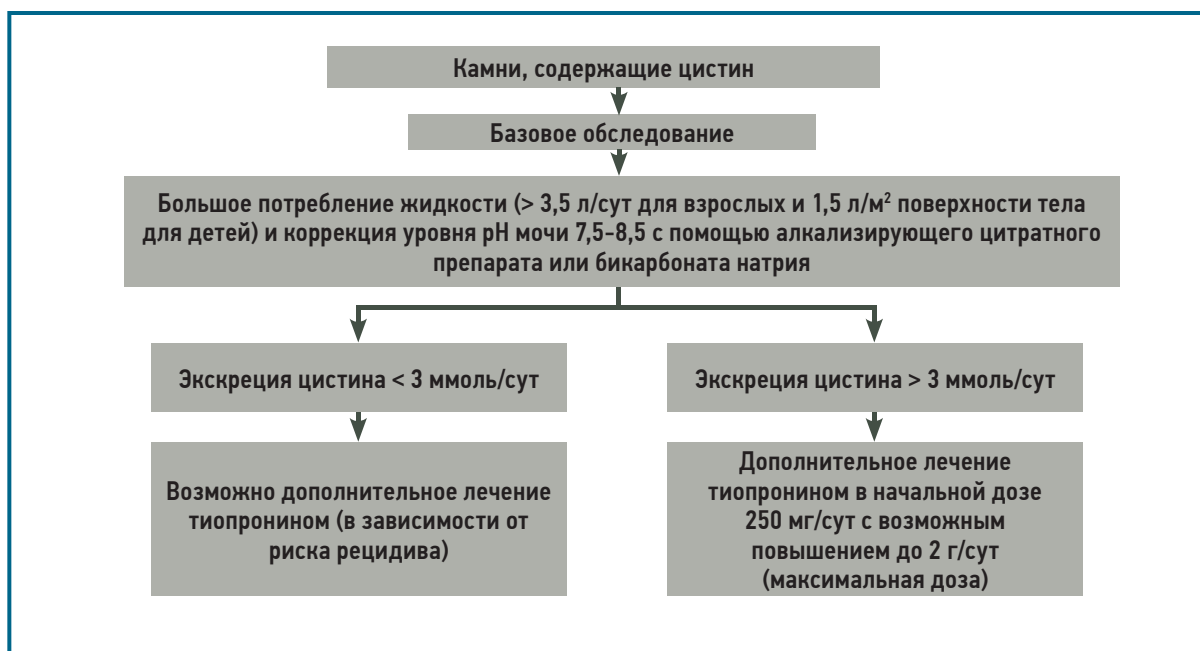 Камни, содержащие цистин
Базовое обследование
Большое потребление жидкости (> 3,5 л/сут для взрослых и 1,5 л/м² поверхности тела
для детей) и коррекция уровня pH мочи 7,5-8,5 с помощью алкализирующего цитратного
препарата или бикарбоната натрия
Экскреция цистина < 3 ммоль/сут
Экскреция цистина > 3 ммоль/сут
Возможно дополнительное лечение
тиопронином (в зависимости от
риска рецидива)
Дополнительное лечение
тиопронином в начальной дозе
250 мг/сут с возможным
повышением до 2 г/сут
(максимальная доза)